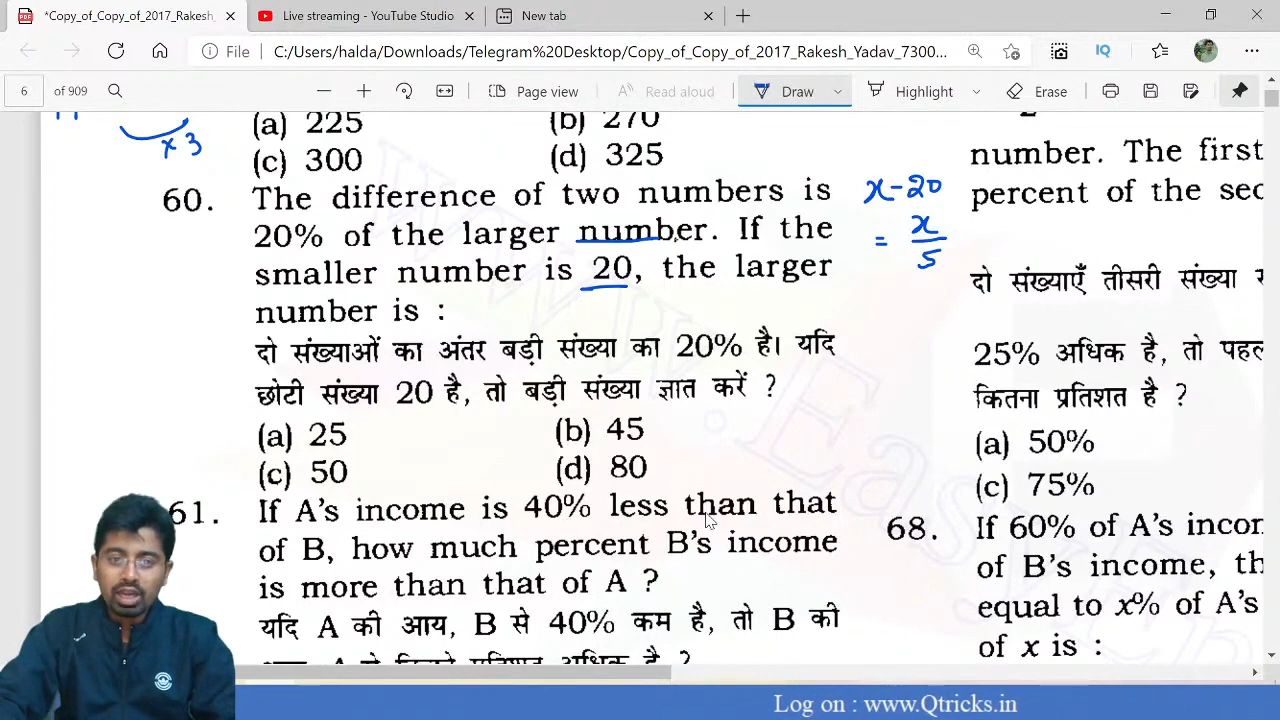 *Copy_of_Copy_of_2017_Rakesh_
Live streaming - YouTube Studio
New tab
File
C:/Users/halda/Downloads/Telegram%20Desktop/Copy_of_Copy_of_2017_Rakesh_Yadav_7300...
IQ
6 of 909
Page view
Read aloud
Draw
Highlight
Erase
x 3
(a) 225 (b) 270
(c) 300 (d) 325
60. The difference of two numbers is
20% of the larger number. If the
smaller number is 20, the larger
number is :
दो संख्याओं का अंतर बड़ी संख्या का 20% है। यदि
छोटी संख्या 20 है, तो बड़ी संख्या ज्ञात करें ?
(a) 25 (b) 45
(c) 50 (d) 80
61. If A's income is 40% less than that
of B, how much percent B's income
is more than that of A ?
यदि A की आय, B से 40% कम है, तो B की
x-20
= x
5
number. The first
percent of the sec
दो संख्याएँ तीसरी संख्या
25% अधिक है, तो पहल
कितना प्रतिशत है ?
(a) 50%
(c) 75%
68. If 60% of A's incor
of B's income, th
equal to x% of A's
of x is :
Log on : www.Qtricks.in